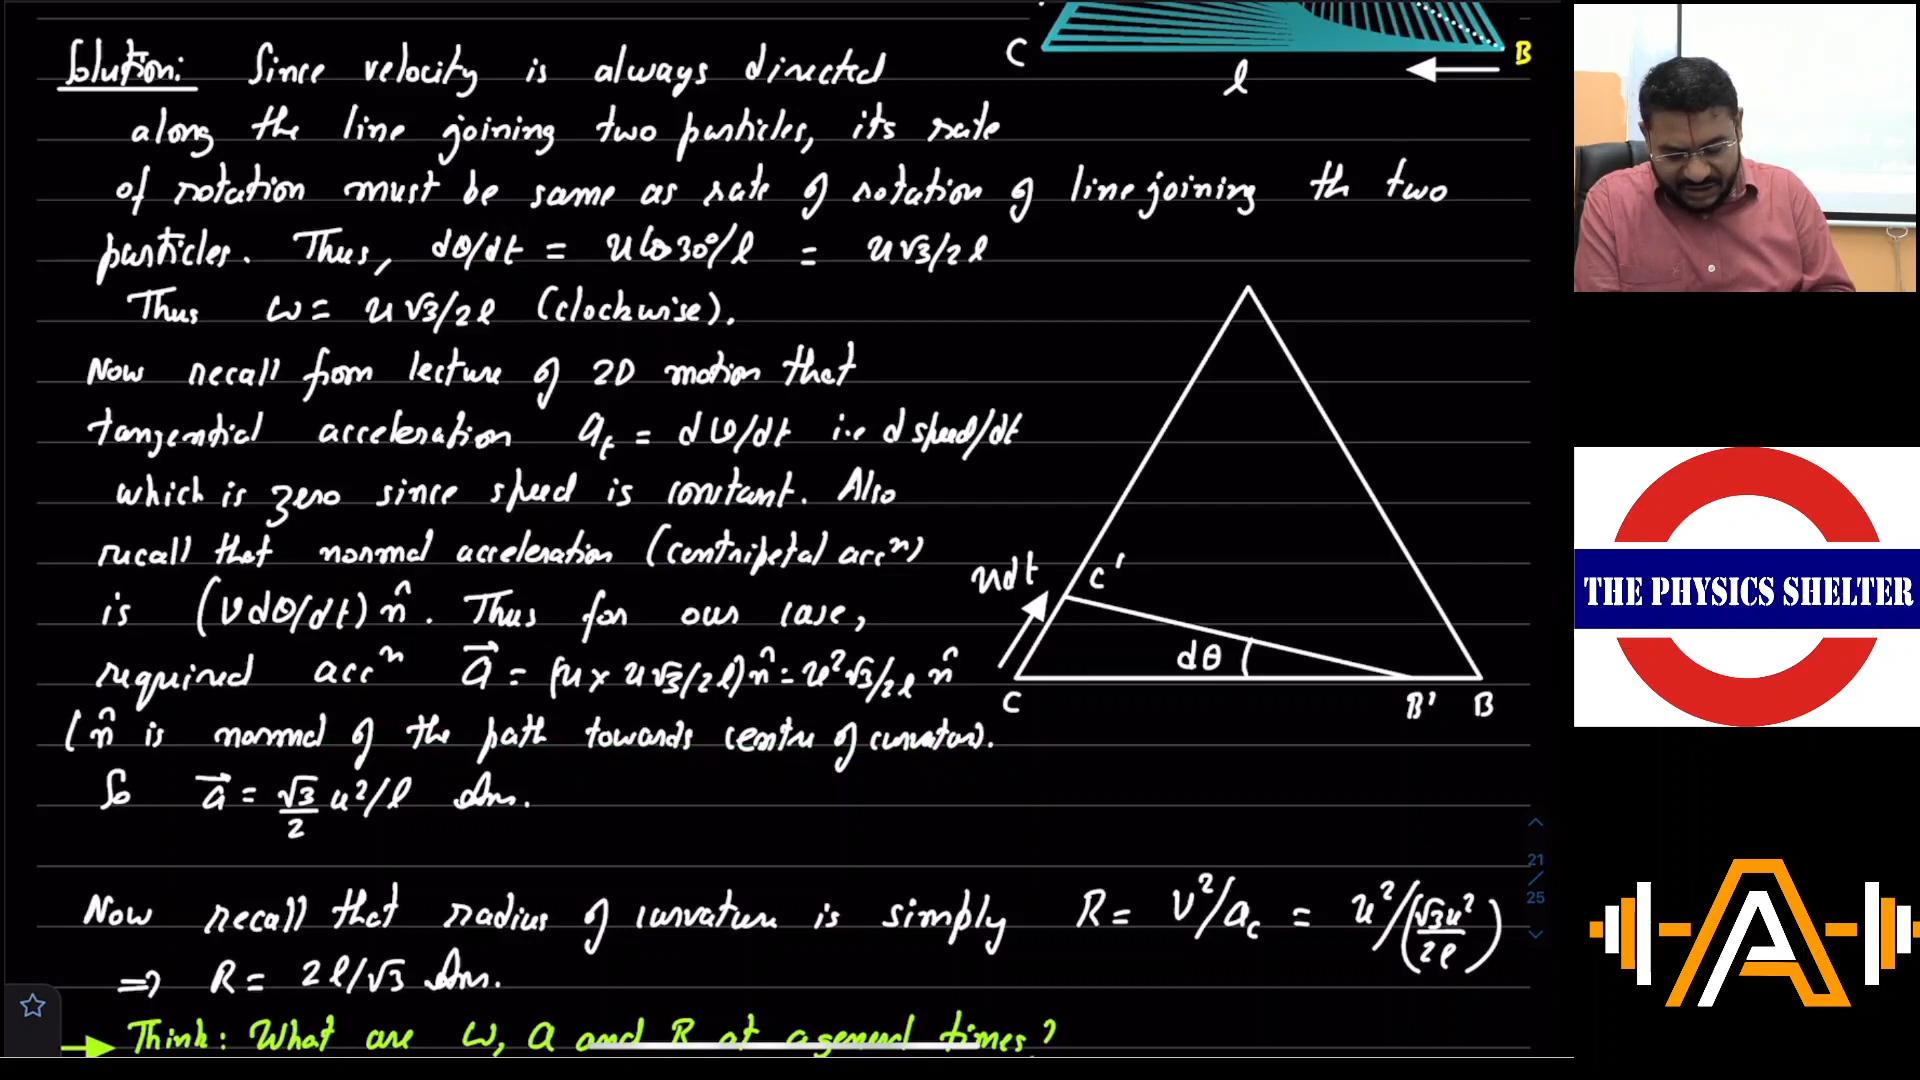 C
B
l
Solution: Since velocity is always directed
along the line joining two particles, its rate
of rotation must be same as rate of rotation of line joining th two
particles. Thus, dθ/dt = u Cos30°/l = u√3/2l
Thus ω = u√3/2l (clockwise).
Now recall from lecture of 2D motion that
tangential acceleration a_t = dv/dt i.e d speed/dt
which is zero since speed is constant. Also
recall that normal acceleration (centripetal accⁿ)
is (v dθ/dt) n̂. Thus for our case,
required accⁿ a⃗ = (u × u√3/2l) n̂ = u²√3/2l n̂
(n̂ is normal of the path towards centre of curvature).
So a⃗ = √3/2 u²/l Ans.
udt
C'
dθ
C
B'
B
Now recall that radius of curvature is simply R = v²/a_c = u²/(√3u²/2l)
⇒ R = 2l/√3 Ans.
Think: What are ω, a and R at a general times?
21
/
25
THE PHYSICS SHELTER
A